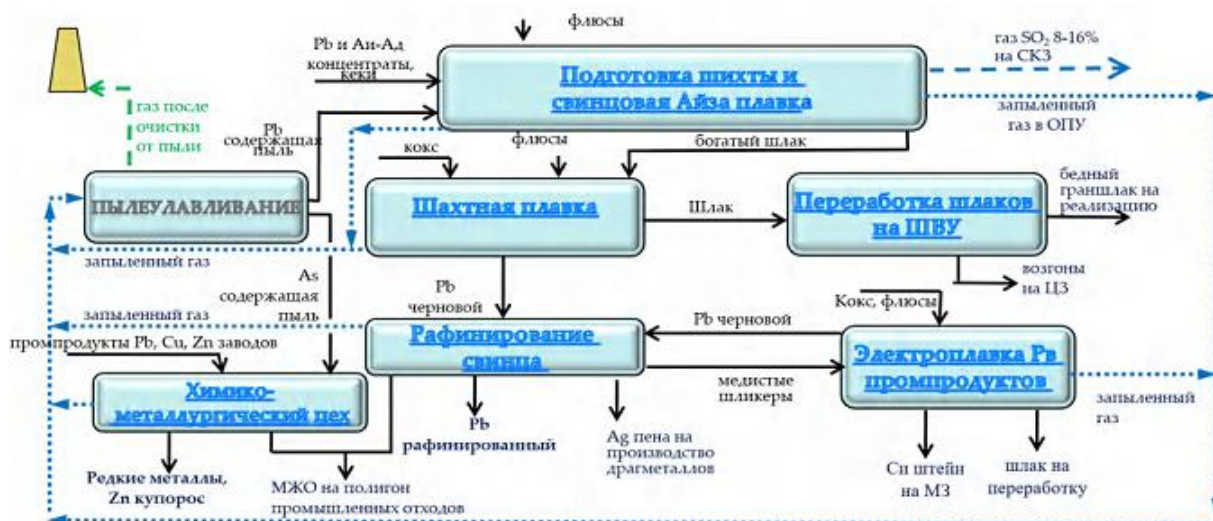 флюсы
Pb и Аи-Ад
концентраты,
кеки
Подготовка шихты и
свинцовая Айза плавка
газ SO₂ 8-16%
на СКЗ
запыленный
газ в ОПУ
газ после
очистки
от пыли
Pb
содержащая
пыль
кокс
флюсы
богатый шлак
ПЫЛЕУЛАВЛИВАНИЕ
Шахтная плавка
Шлак
Переработка шлаков
на ШВУ
бедный
граншлак на
реализацию
запыленный газ
As
содержащая
пыль
Pb
черновой
возгоны
на ЦЗ
Кокс, флюсы
запыленный газ
Pb черновой
промпродукты Pb, Cu, Zn заводов
Рафинирование
свинца
Электроплавка Рв
промпродуктов
медистые
шликеры
запыленный
газ
Химико-
металлургический цех
Pb
рафинированный
Ag пена на
производство
драгметаллов
Редкие металлы,
Zn купорос
МЖО на полигон
промышленных отходов
Си штейн
на МЗ
шлак на
переработку